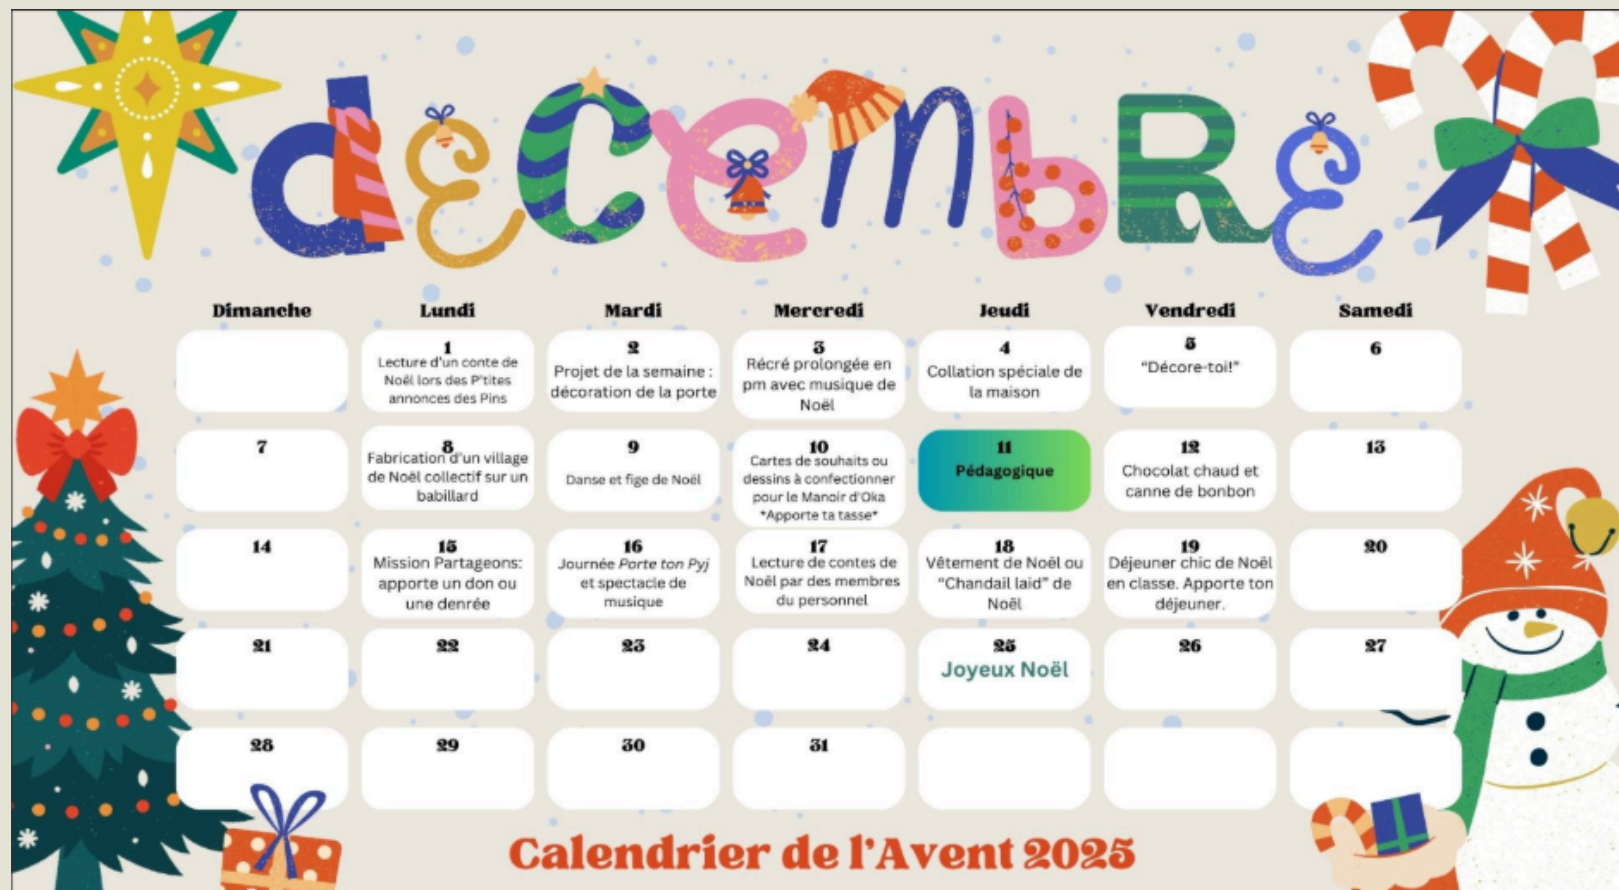 décembre
Dimanche Lundi Mardi Mercredi Jeudi Vendredi Samedi
1
Lecture d'un conte de
Noël lors des P'tites
annonces des Pins
2
Projet de la semaine :
décoration de la porte
3
Récré prolongée en
pm avec musique de
Noël
4
Collation spéciale de
la maison
5
"Décore-toi!"
6
7
8
Fabrication d'un village
de Noël collectif sur un
babillard
9
Danse et fige de Noël
10
Cartes de souhaits ou
dessins à confectionner
pour le Manoir d'Oka
*Apporte ta tasse*
11
Pédagogique
12
Chocolat chaud et
canne de bonbon
13
14
15
Mission Partageons:
apporte un don ou
une denrée
16
Journée Porte ton Pyj
et spectacle de
musique
17
Lecture de contes de
Noël par des membres
du personnel
18
Vêtement de Noël ou
"Chandail laid" de
Noël
19
Déjeuner chic de Noël
en classe. Apporte ton
déjeuner.
20
21
22
23
24
25
Joyeux Noël
26
27
28
29
30
31
Calendrier de l'Avent 2025